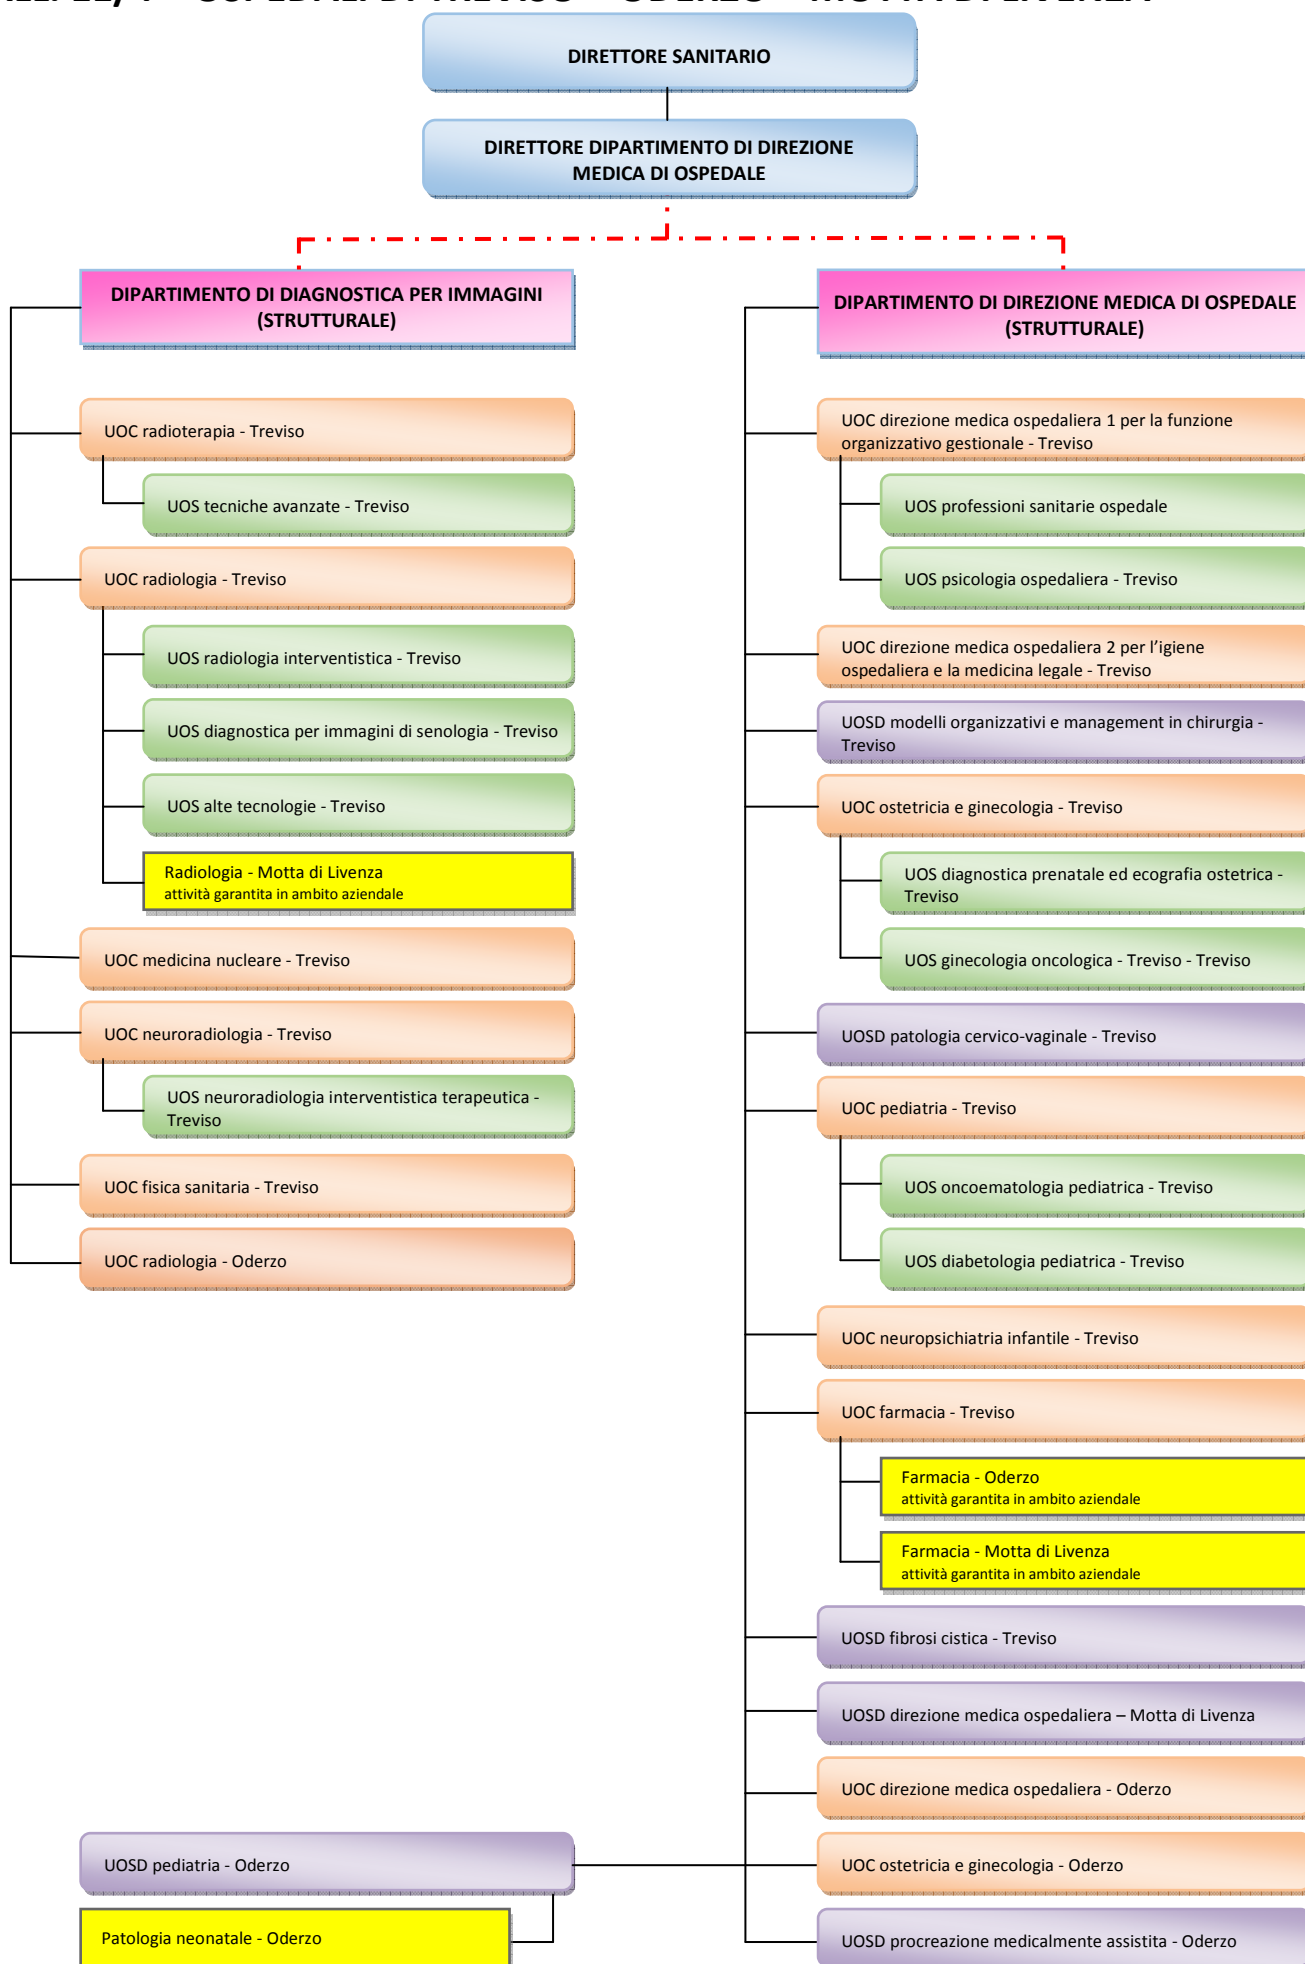 OSPEDALI DI TREVISO - ODERZO - MOTTA DI LIVENZA
DIRETTORE SANITARIO
DIRETTORE DIPARTIMENTO DI DIREZIONE
MEDICA DI OSPEDALE
DIPARTIMENTO DI DIAGNOSTICA PER IMMAGINI
(STRUTTURALE)
UOC radioterapia - Treviso
UOS tecniche avanzate - Treviso
UOC radiologia - Treviso
UOS radiologia interventistica - Treviso
UOS diagnostica per immagini di senologia - Treviso
UOS alte tecnologie - Treviso
Radiologia - Motta di Livenza
attività garantita in ambito aziendale
UOC medicina nucleare - Treviso
UOC neuroradiologia - Treviso
UOS neuroradiologia interventistica terapeutica -
Treviso
UOC fisica sanitaria - Treviso
UOC radiologia - Oderzo
DIPARTIMENTO DI DIREZIONE MEDICA DI OSPEDALE
(STRUTTURALE)
UOC direzione medica ospedaliera 1 per la funzione
organizzativo gestionale - Treviso
UOS professioni sanitarie ospedale
UOS psicologia ospedaliera - Treviso
UOC direzione medica ospedaliera 2 per l’igiene
ospedaliera e la medicina legale - Treviso
UOSD modelli organizzativi e management in chirurgia -
Treviso
UOC ostetricia e ginecologia - Treviso
UOS diagnostica prenatale ed ecografia ostetrica -
Treviso
UOS ginecologia oncologica - Treviso - Treviso
UOSD patologia cervico-vaginale - Treviso
UOC pediatria - Treviso
UOS oncoematologia pediatrica - Treviso
UOS diabetologia pediatrica - Treviso
UOC neuropsichiatria infantile - Treviso
UOC farmacia - Treviso
Farmacia - Oderzo
attività garantita in ambito aziendale
Farmacia - Motta di Livenza
attività garantita in ambito aziendale
UOSD fibrosi cistica - Treviso
UOSD direzione medica ospedaliera – Motta di Livenza
UOC direzione medica ospedaliera - Oderzo
UOSD pediatria - Oderzo
UOC ostetricia e ginecologia - Oderzo
Patologia neonatale - Oderzo
UOSD procreazione medicalmente assistita - Oderzo